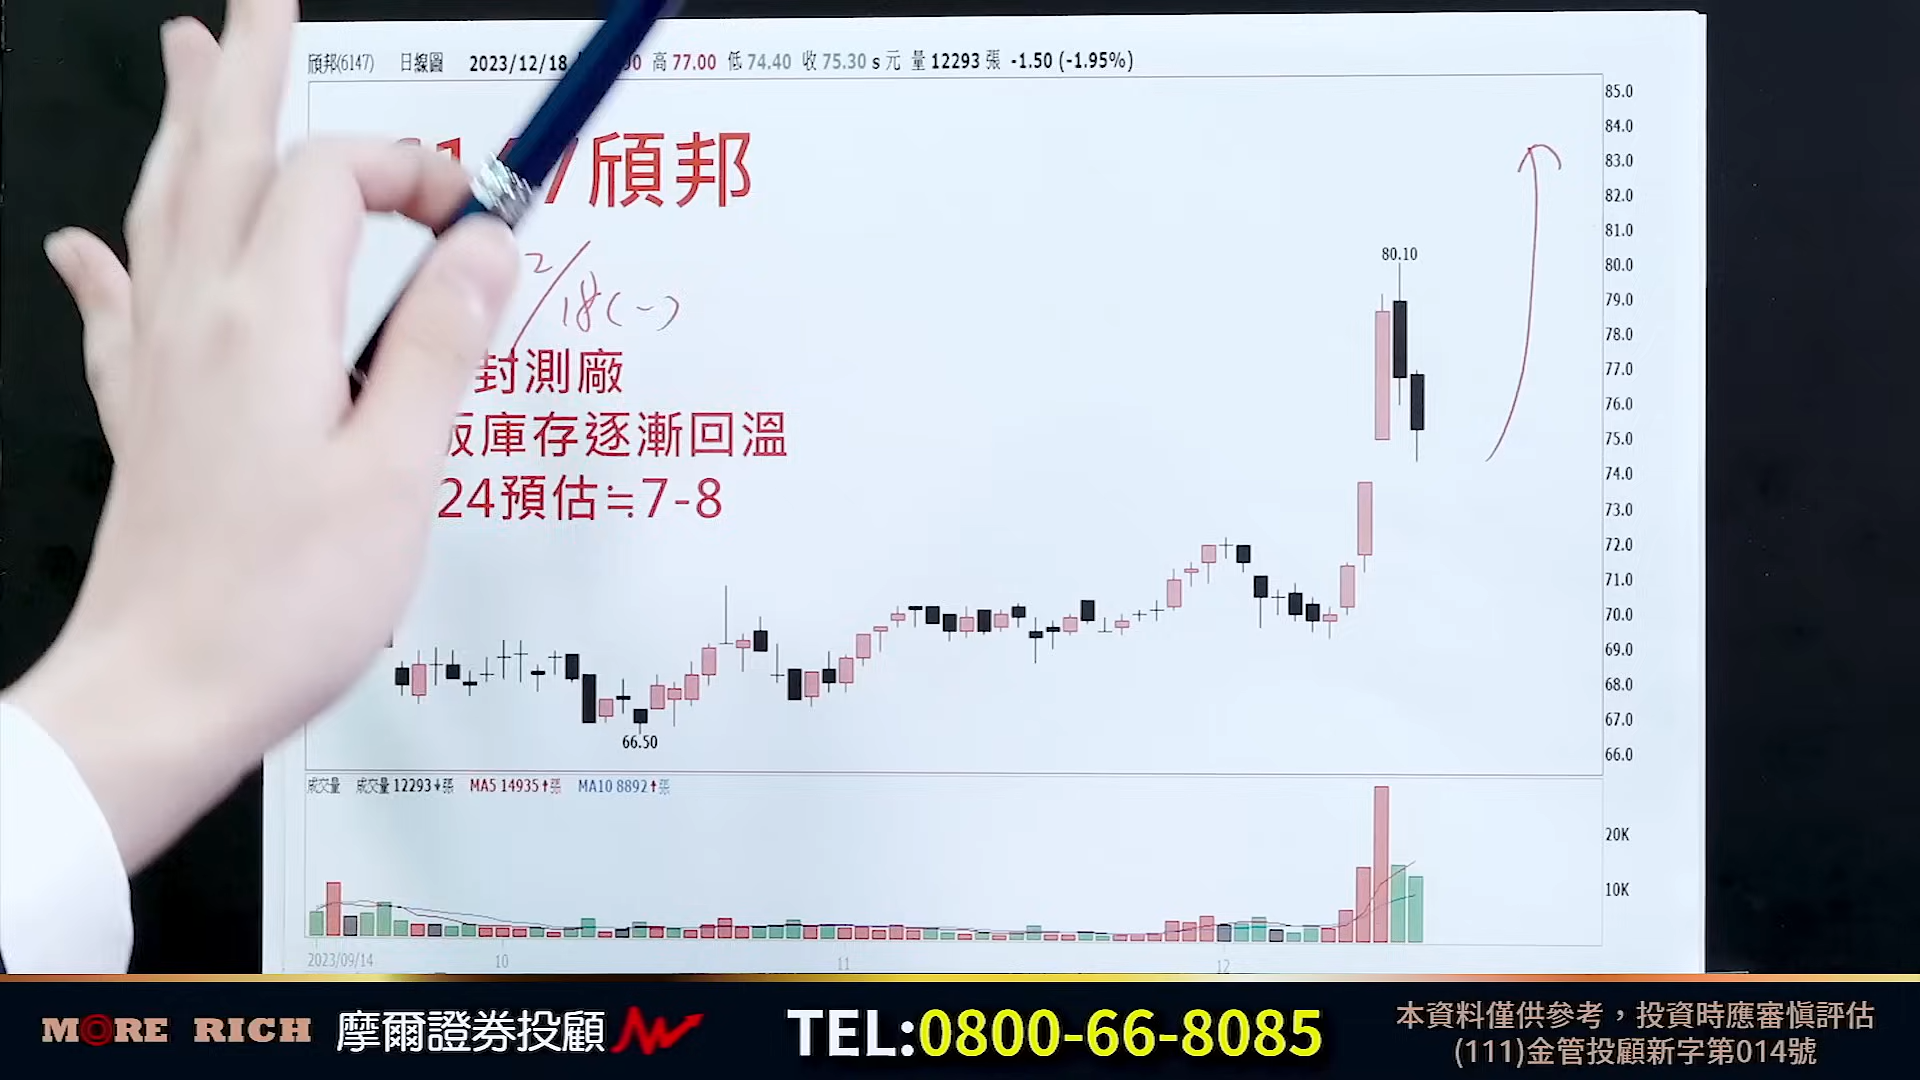 頎邦(6147) 日線圖 2023/12/18 高 77.00 低 74.40 收 75.30 s 元 量 12293 張 -1.50 (-1.95%)
頎邦
2/18(一)
封測廠
庫存逐漸回溫
24預估≒7-8
85.0
84.0
83.0
82.0
81.0
80.0
79.0
78.0
77.0
76.0
75.0
74.0
73.0
72.0
71.0
70.0
69.0
68.0
67.0
66.0
80.10
66.50
成交量 成交量 12293↓張 MA5 14935↑張 MA10 8892↑張
20K
10K
2023/09/14 10 11 12
MORE RICH 摩爾證券投顧
TEL:0800-66-8085
本資料僅供參考，投資時應審慎評估
(111)金管投顧新字第014號